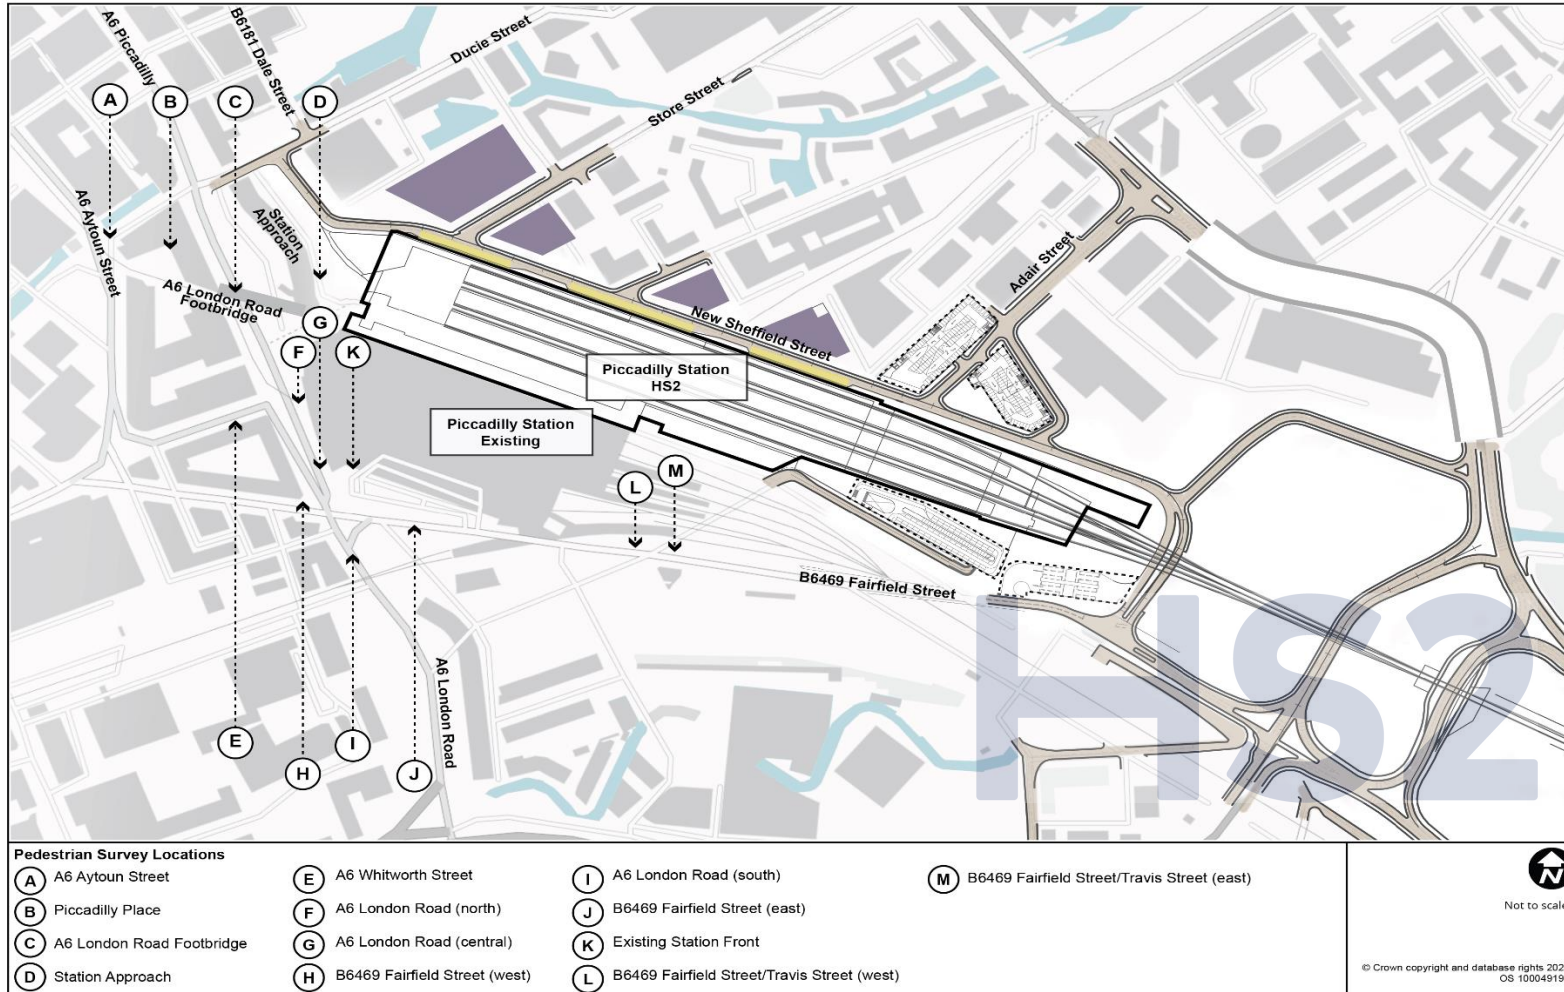 A6 Piccadilly
B6181 Dale Street
Ducie Street
Store Street
A
B
C
D
A6 Aytoun Street
Station
Approach
A6 London Road
Footbridge
G
F
K
New Sheffield Street
Adair Street
Piccadilly Station
HS2
Piccadilly Station
Existing
L
M
B6469 Fairfield Street
A6 London Road
E
H
I
J
HS2
Pedestrian Survey Locations
A A6 Aytoun Street
B Piccadilly Place
C A6 London Road Footbridge
D Station Approach
E A6 Whitworth Street
F A6 London Road (north)
G A6 London Road (central)
H B6469 Fairfield Street (west)
I A6 London Road (south)
J B6469 Fairfield Street (east)
K Existing Station Front
L B6469 Fairfield Street/Travis Street (west)
M B6469 Fairfield Street/Travis Street (east)
N
Not to scale
© Crown copyright and database rights 202
OS 10004919